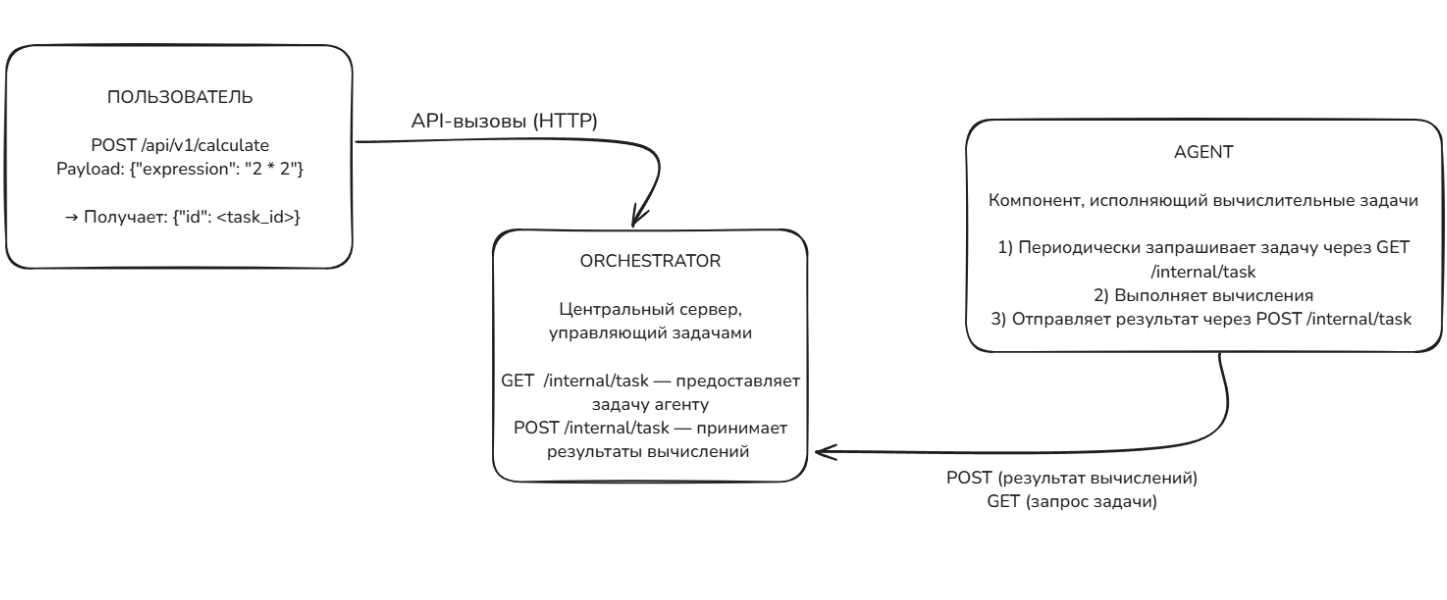 ПОЛЬЗОВАТЕЛЬ
POST /api/v1/calculate
Payload: {"expression": "2 * 2"}
→ Получает: {"id": <task_id>}
API-вызовы (HTTP)
ORCHESTRATOR
Центральный сервер,
управляющий задачами
GET /internal/task — предоставляет
задачу агенту
POST /internal/task — принимает
результаты вычислений
AGENT
Компонент, исполняющий вычислительные задачи
1) Периодически запрашивает задачу через GET
/internal/task
2) Выполняет вычисления
3) Отправляет результат через POST /internal/task
POST (результат вычислений)
GET (запрос задачи)